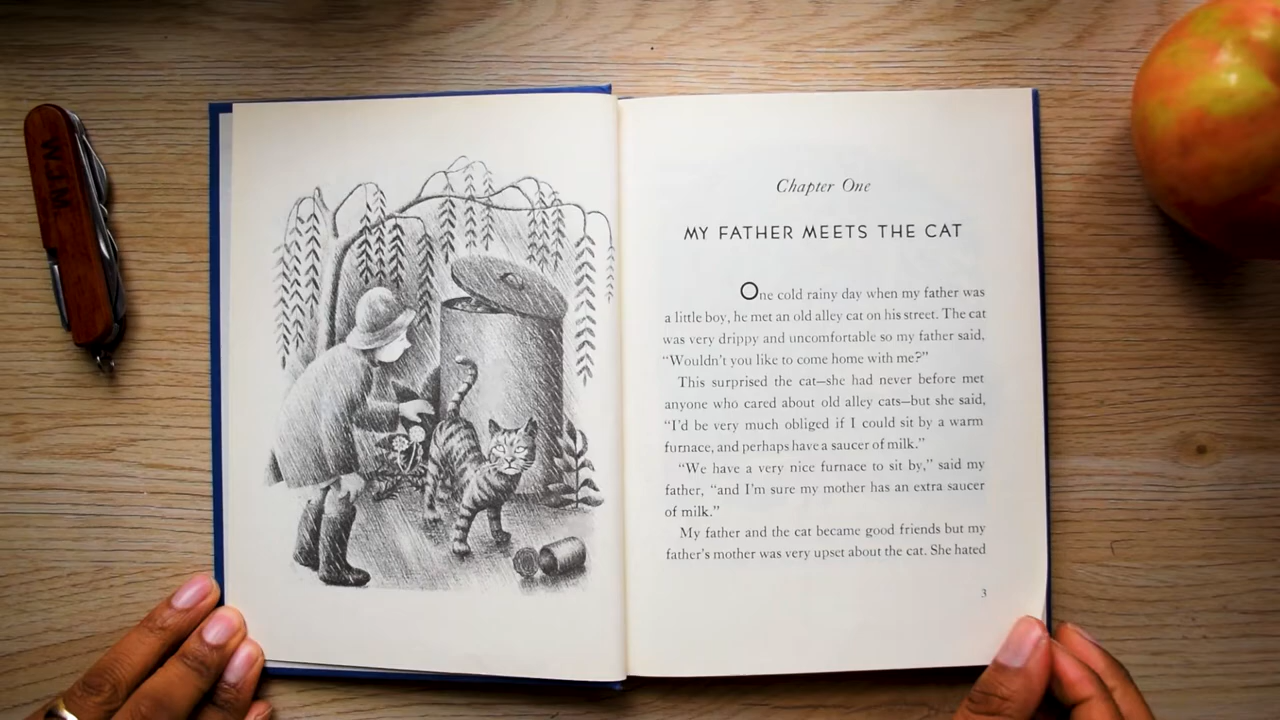 W.J.M.
Chapter One
MY FATHER MEETS THE CAT
One cold rainy day when my father was
a little boy, he met an old alley cat on his street. The cat
was very drippy and uncomfortable so my father said,
“Wouldn’t you like to come home with me?”
This surprised the cat—she had never before met
anyone who cared about old alley cats—but she said,
“I’d be very much obliged if I could sit by a warm
furnace, and perhaps have a saucer of milk.”
“We have a very nice furnace to sit by,” said my
father, “and I’m sure my mother has an extra saucer
of milk.”
My father and the cat became good friends but my
father’s mother was very upset about the cat. She hated
3